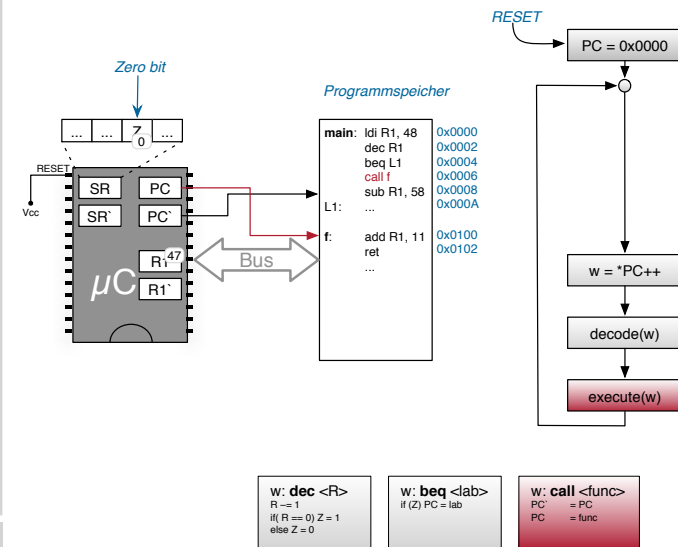 RESET
PC = 0x0000
Zero bit
Programmspeicher
... ... Z ...
0
main: ldi R1, 48 0x0000
dec R1 0x0002
beq L1 0x0004
call f 0x0006
sub R1, 58 0x0008
L1: ... 0x000A
f: add R1, 11 0x0100
ret 0x0102
...
RESET
Vcc
SR PC
SR` PC`
R1 47
R1`
µC
Bus
w = *PC++
decode(w)
execute(w)
w: dec <R>
R –= 1
if( R == 0) Z = 1
else Z = 0
w: beq <lab>
if (Z) PC = lab
w: call <func>
PC` = PC
PC = func